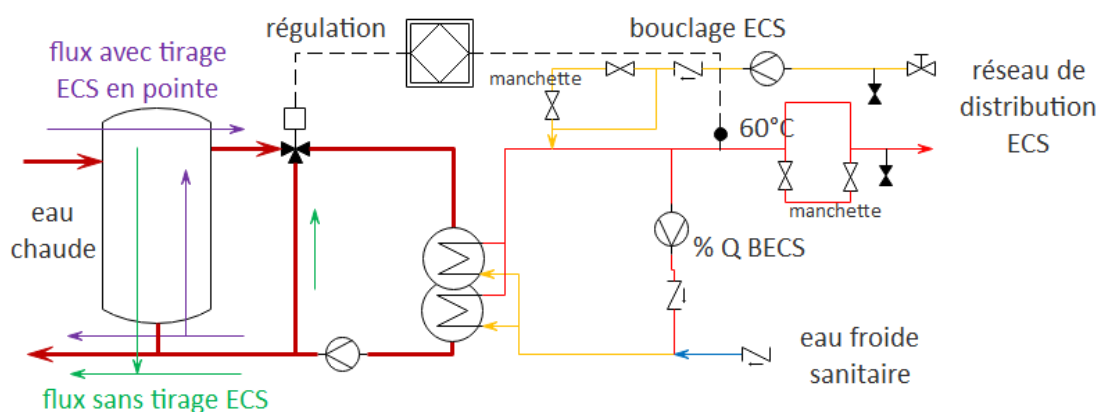 régulation
bouclage ECS
flux avec tirage
ECS en pointe
manchette
réseau de
distribution
ECS
60°C
manchette
eau
chaude
% Q BECS
eau froide
sanitaire
flux sans tirage ECS